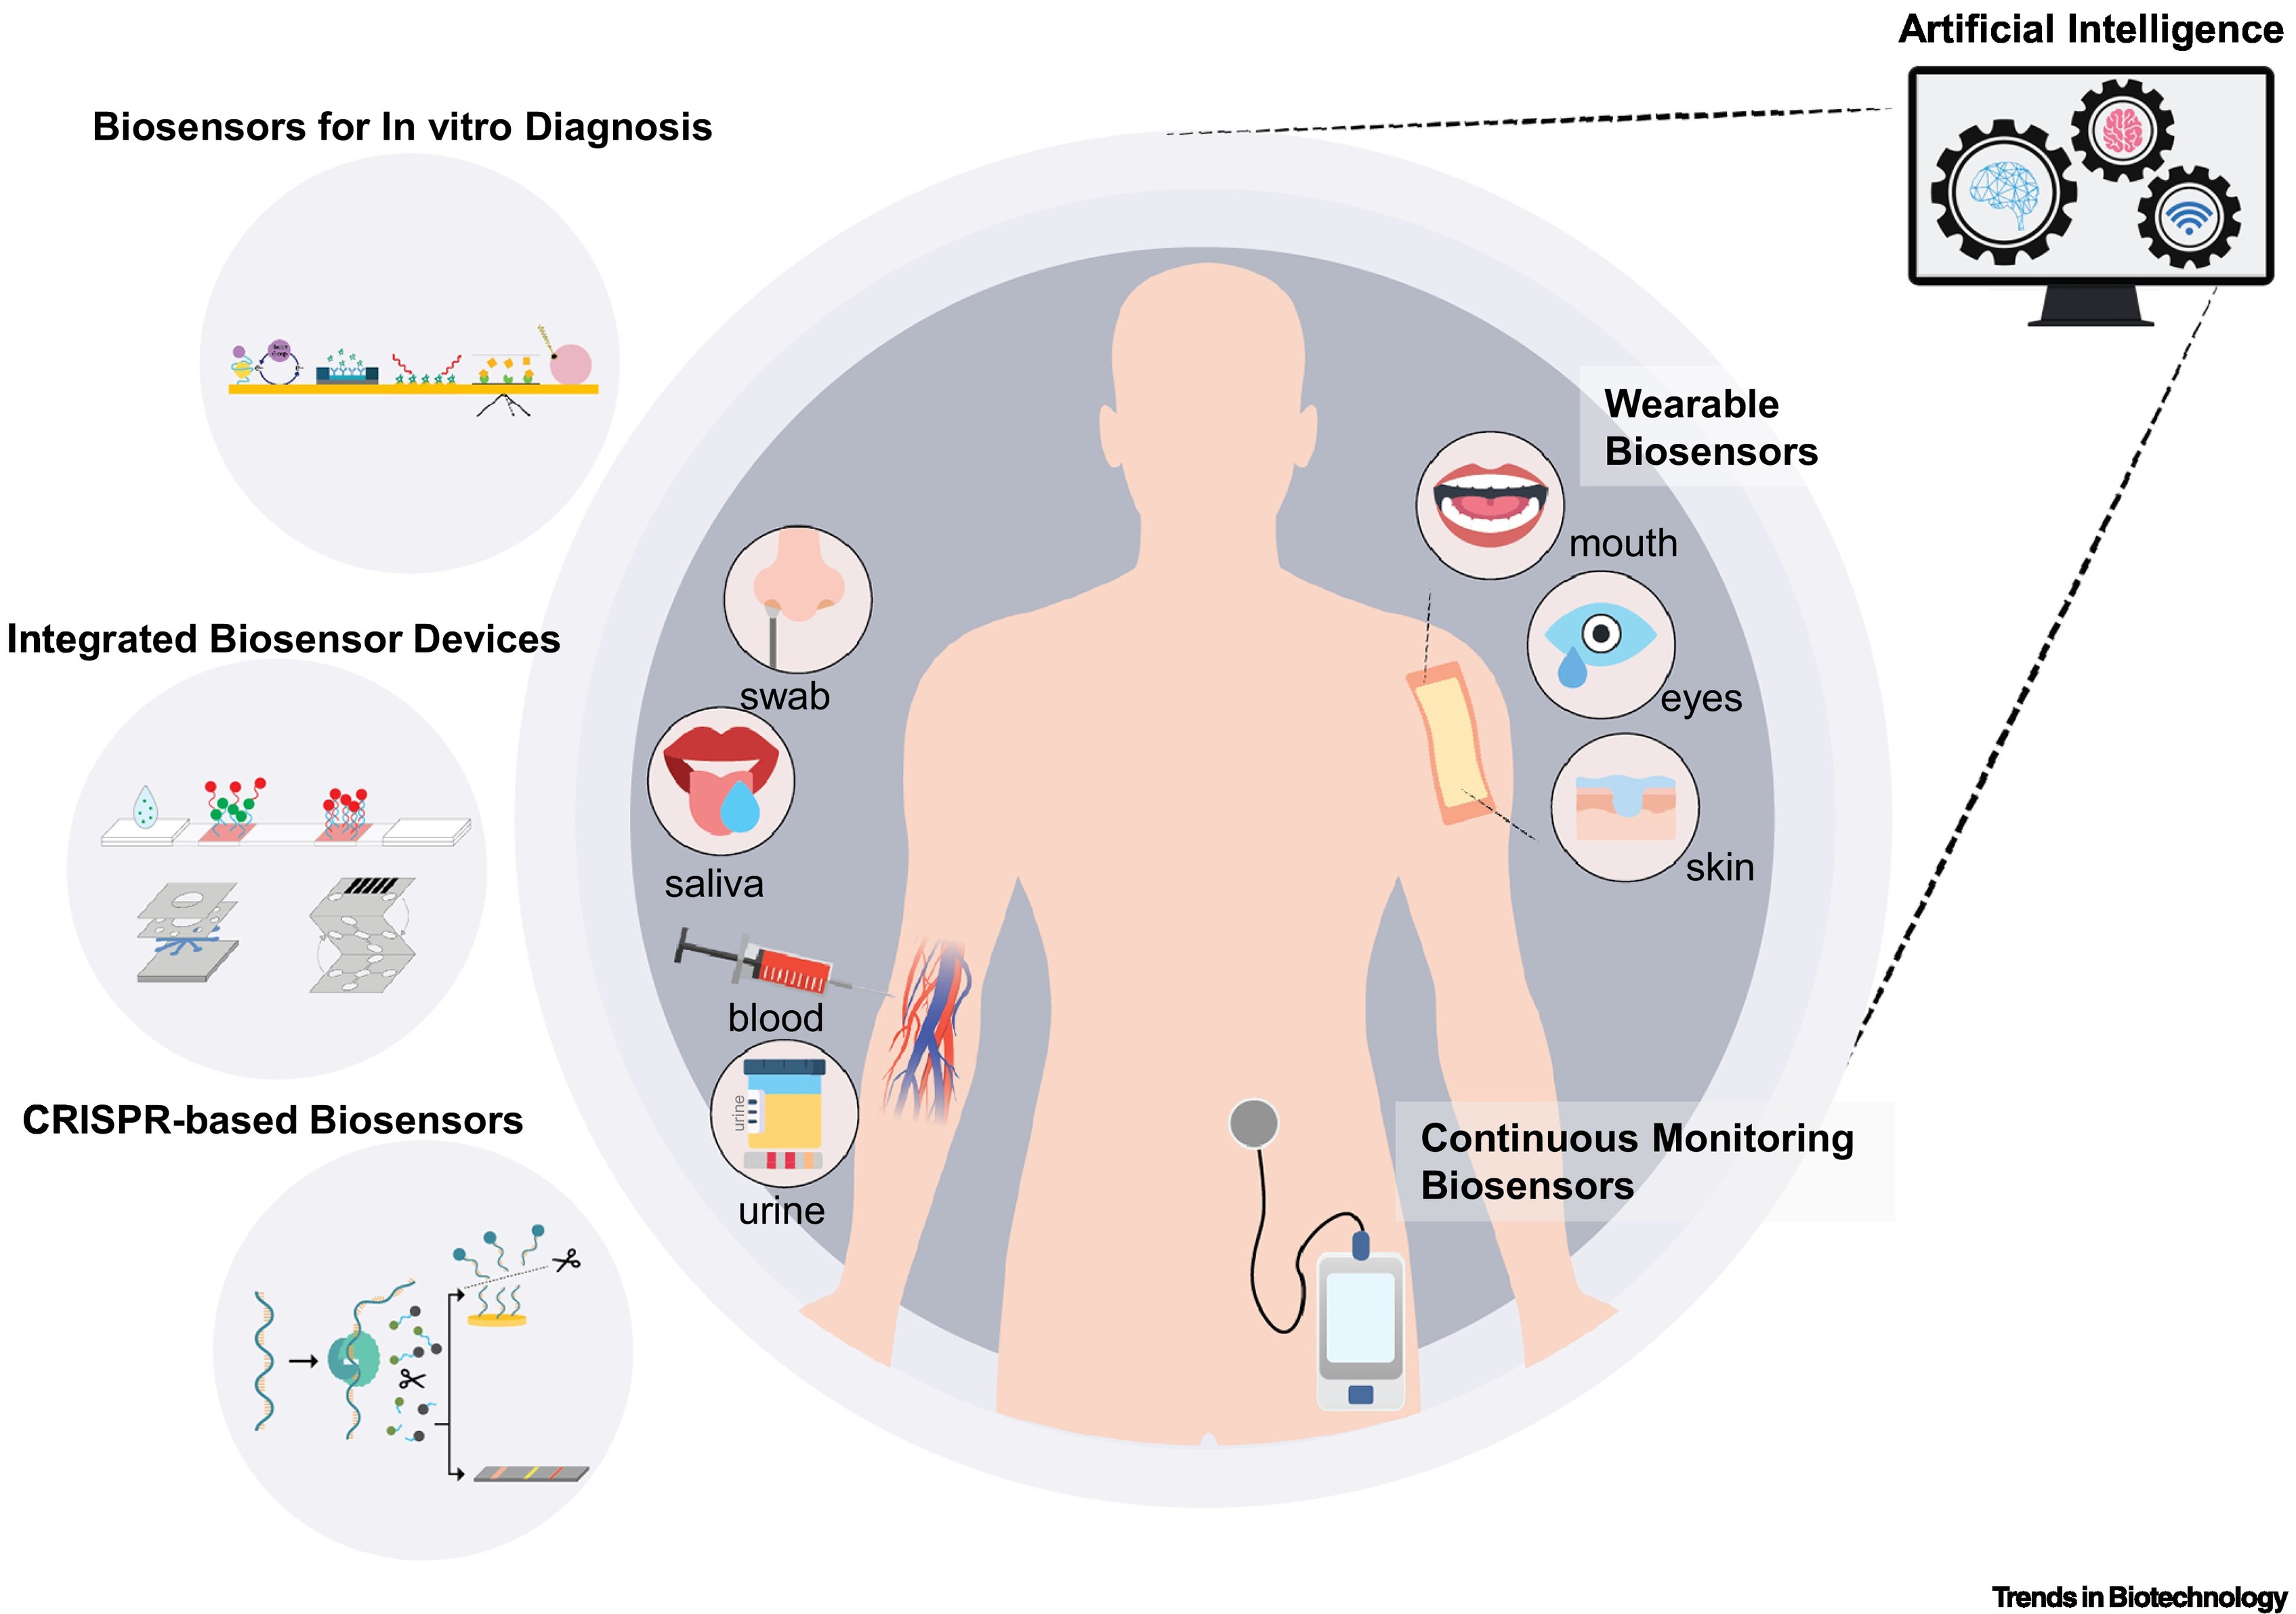 Artificial Intelligence
Biosensors for In vitro Diagnosis
Wearable
Biosensors
mouth
Integrated Biosensor Devices
swab
eyes
saliva
skin
blood
CRISPR-based Biosensors
urine
urine
Continuous Monitoring
Biosensors
Trends in Biotechnology